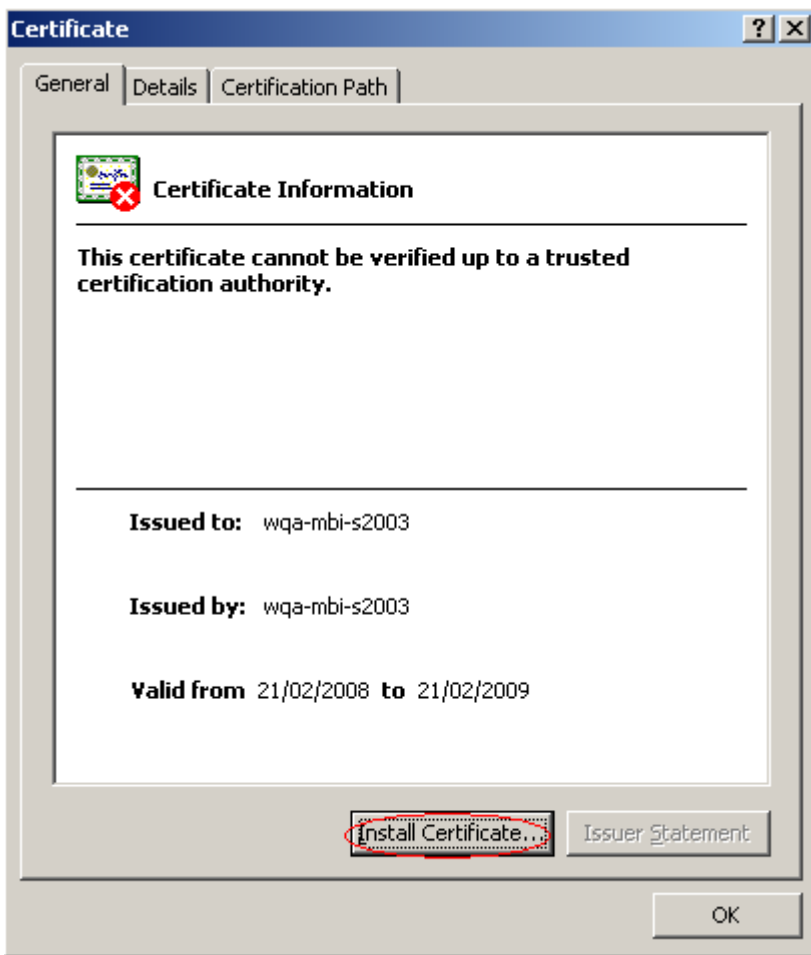 Certificate
General Details Certification Path
Certificate Information
This certificate cannot be verified up to a trusted
certification authority.
Issued to: wqa-mbi-s2003
Issued by: wqa-mbi-s2003
Valid from 21/02/2008 to 21/02/2009
Install Certificate... Issuer Statement
OK